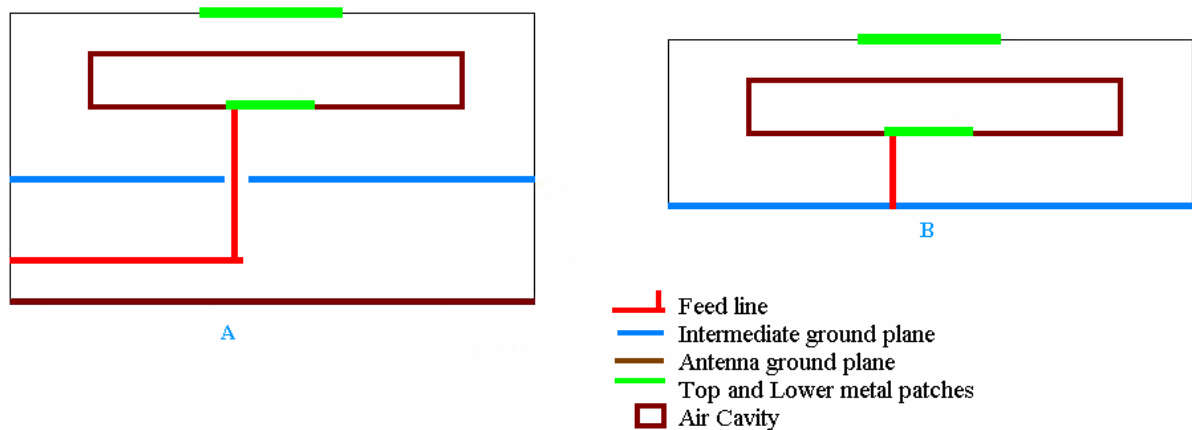 A
B
Feed line
Intermediate ground plane
Antenna ground plane
Top and Lower metal patches
Air Cavity